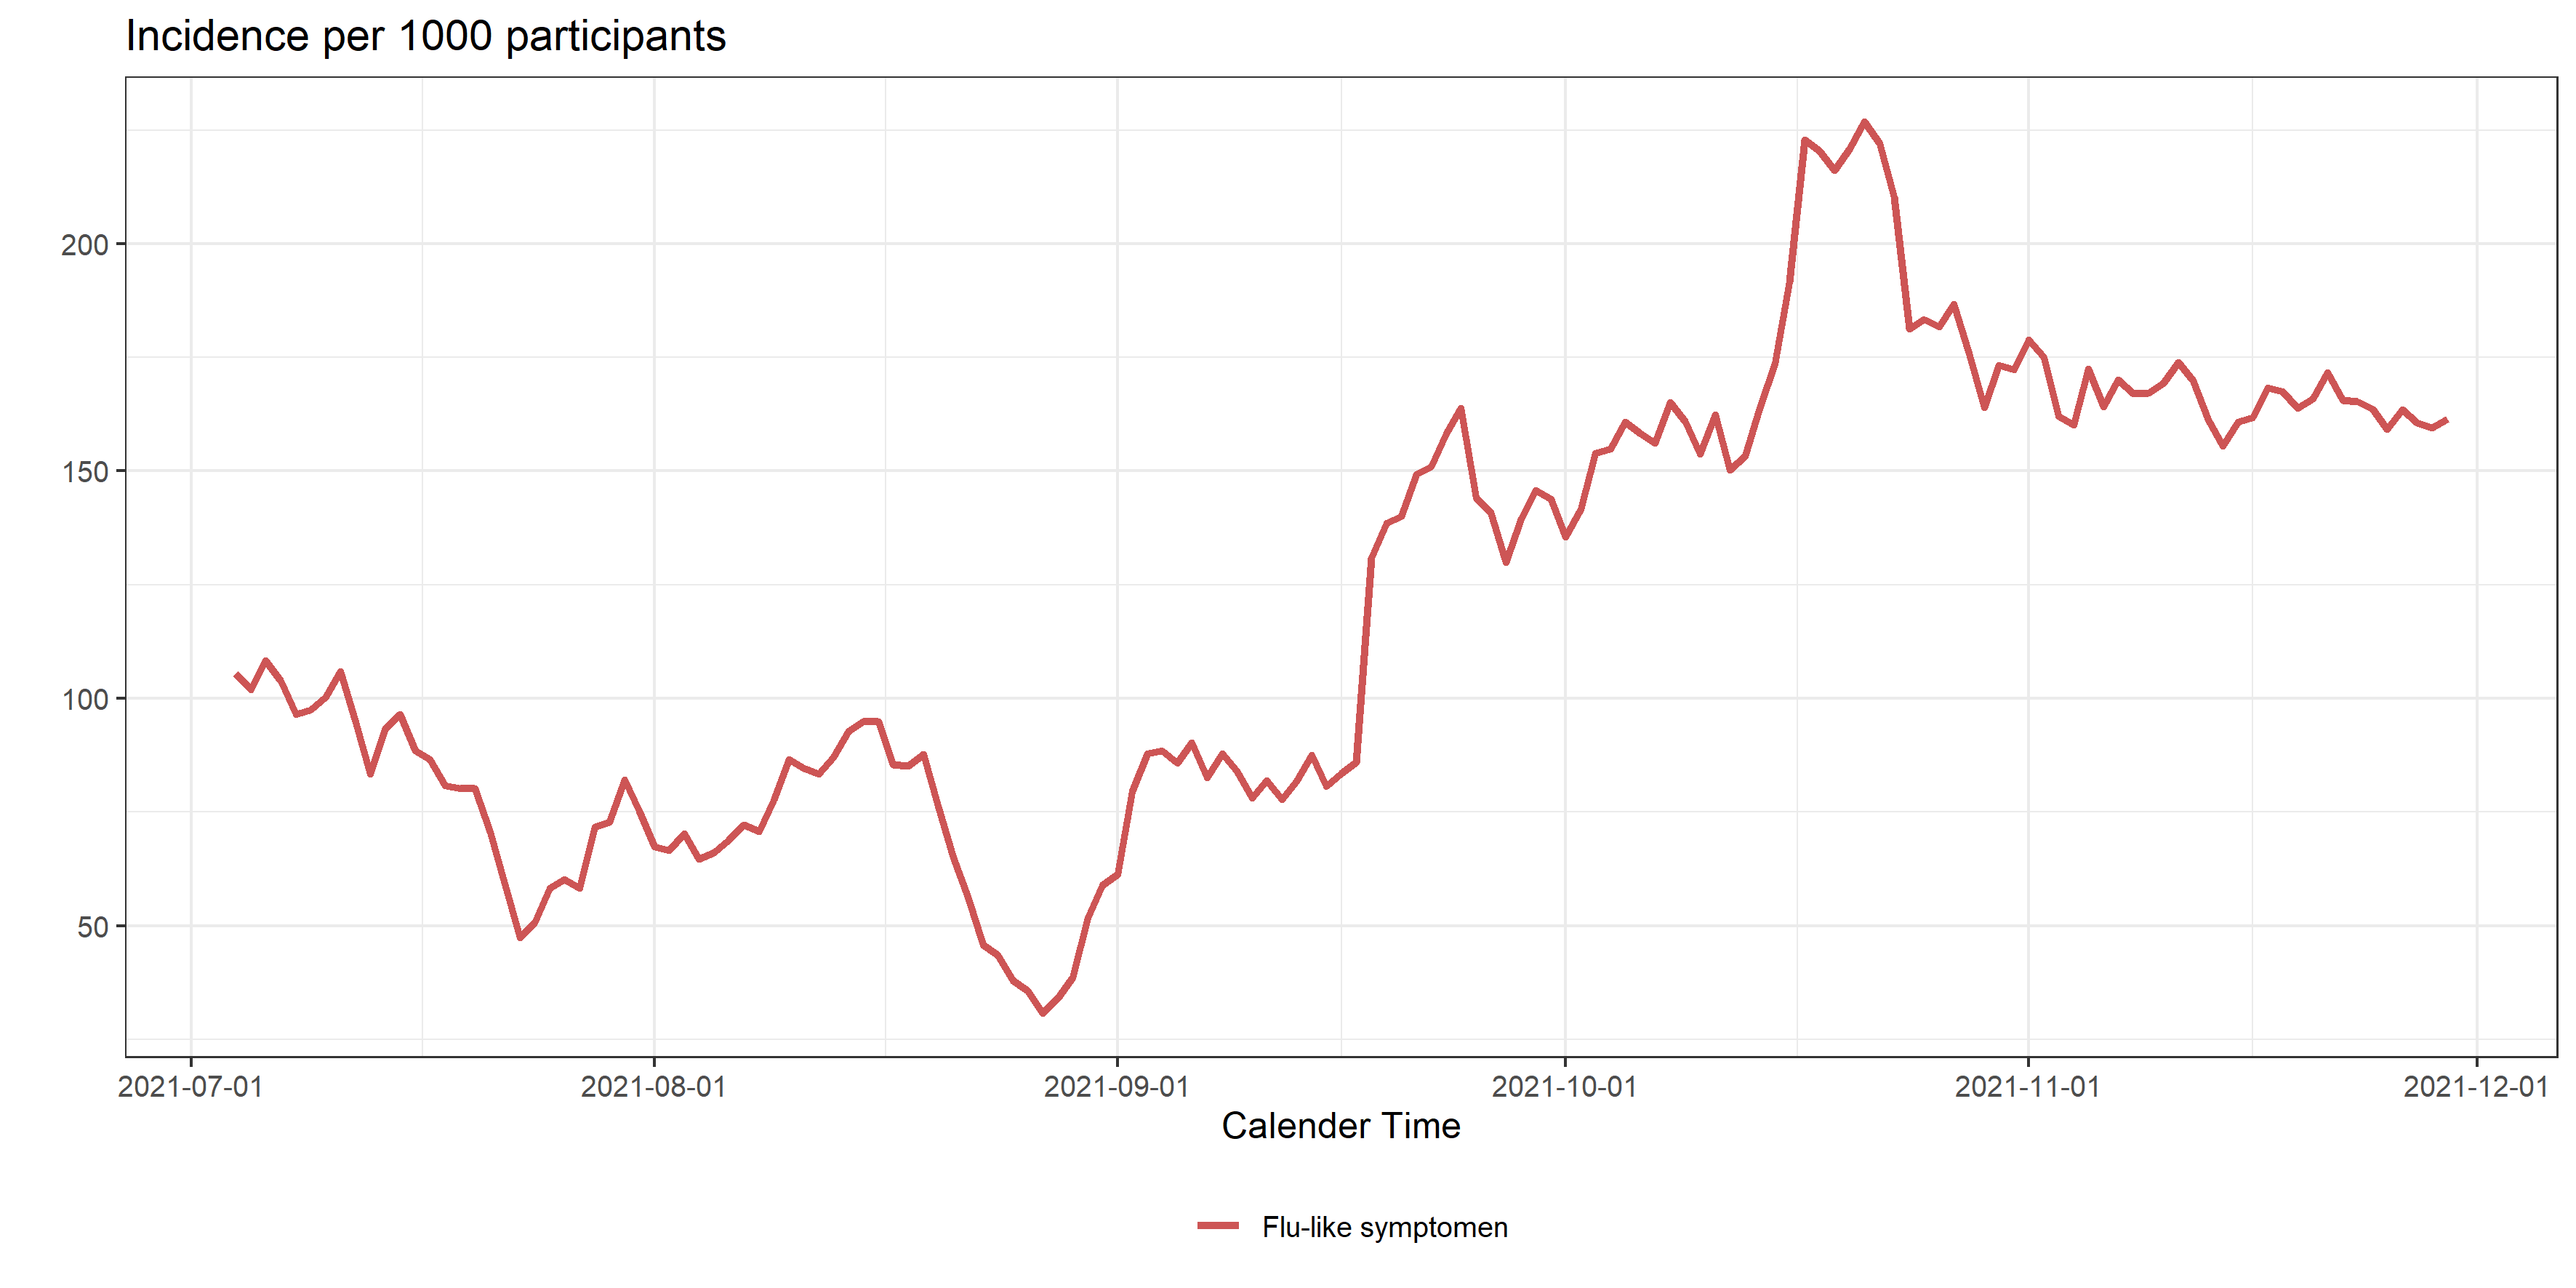 Incidence per 1000 participants
200
150
100
50
2021-07-01 2021-08-01 2021-09-01 2021-10-01 2021-11-01 2021-12-01
Calender Time
Flu-like symptomen